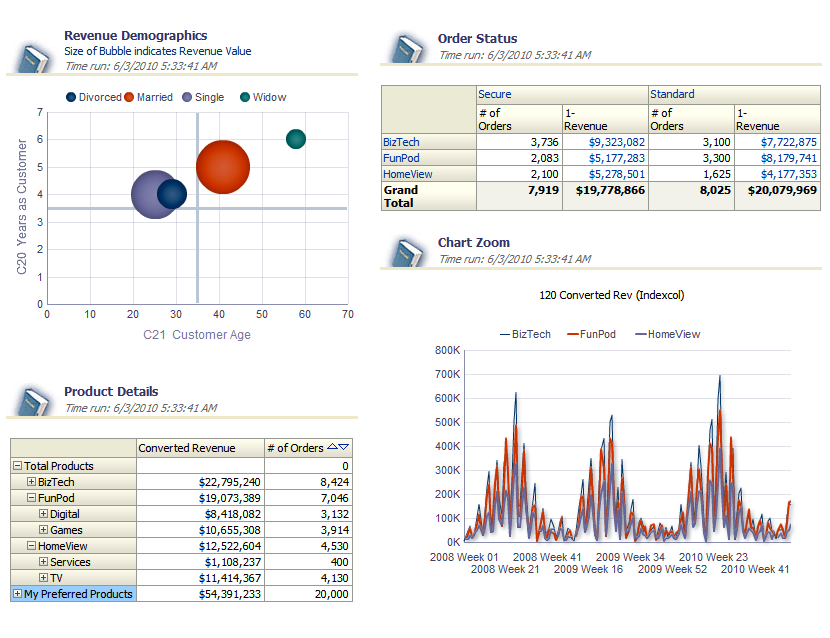 Revenue Demographics
Size of Bubble indicates Revenue Value
Time run: 6/3/2010 5:33:41 AM
Divorced Married Single Widow
7
6
5
4
3
2
1
0
C20 Years as Customer
0 10 20 30 40 50 60 70
C21 Customer Age
Order Status
Time run: 6/3/2010 5:33:41 AM
Secure Standard
# of Orders 1-Revenue # of Orders 1-Revenue
BizTech 3,736 $9,323,082 3,100 $7,722,875
FunPod 2,083 $5,177,283 3,300 $8,179,741
HomeView 2,100 $5,278,501 1,625 $4,177,353
Grand Total 7,919 $19,778,866 8,025 $20,079,969
Chart Zoom
Time run: 6/3/2010 5:33:41 AM
120 Converted Rev (Indexcol)
BizTech FunPod HomeView
800K
700K
600K
500K
400K
300K
200K
100K
0K
2008 Week 01 2008 Week 41 2009 Week 34 2010 Week 23
2008 Week 21 2009 Week 16 2009 Week 52 2010 Week 41
Product Details
Time run: 6/3/2010 5:33:41 AM
Converted Revenue # of Orders
Total Products 0
BizTech $22,795,240 8,424
FunPod $19,073,389 7,046
Digital $8,418,082 3,132
Games $10,655,308 3,914
HomeView $12,522,604 4,530
Services $1,108,237 400
TV $11,414,367 4,130
My Preferred Products $54,391,233 20,000